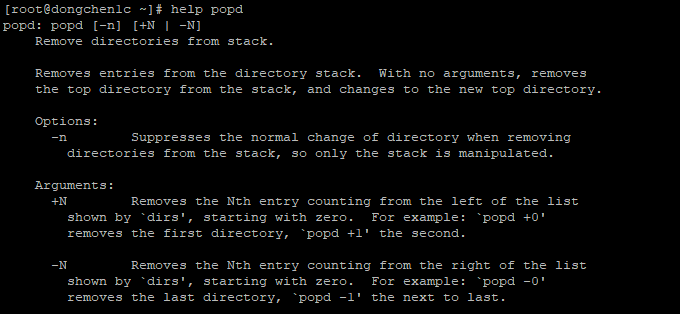 [root@dongchen1c ~]# help popd
popd: popd [-n] [+N | -N]
    Remove directories from stack.

    Removes entries from the directory stack.  With no arguments, removes
    the top directory from the stack, and changes to the new top directory.

    Options:
      -n        Suppresses the normal change of directory when removing
        directories from the stack, so only the stack is manipulated.

    Arguments:
      +N        Removes the Nth entry counting from the left of the list
        shown by `dirs', starting with zero.  For example: `popd +0'
        removes the first directory, `popd +1' the second.

      -N        Removes the Nth entry counting from the right of the list
        shown by `dirs', starting with zero.  For example: `popd -0'
        removes the last directory, `popd -1' the next to last.